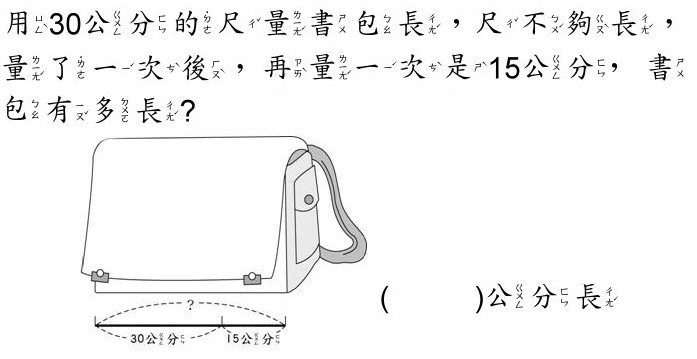 用30公分的尺量書包長，尺不夠長，
量了一次後，再量一次是15公分， 書
包有多長?
?
30公分 15公分
( )公分長